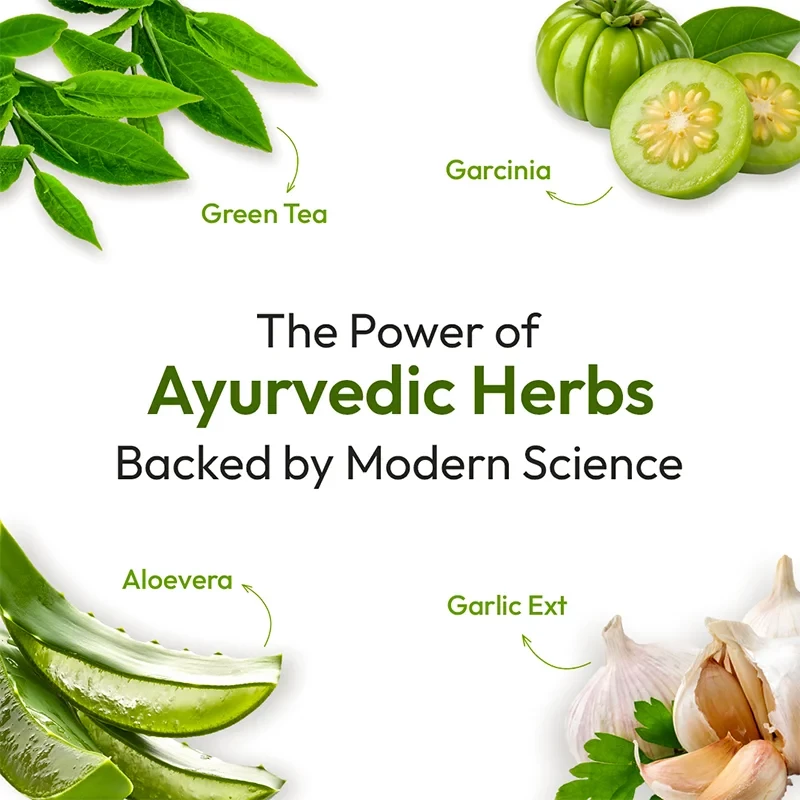 Garcinia
Green Tea
The Power of
Ayurvedic Herbs
Backed by Modern Science
Aloevera
Garlic Ext